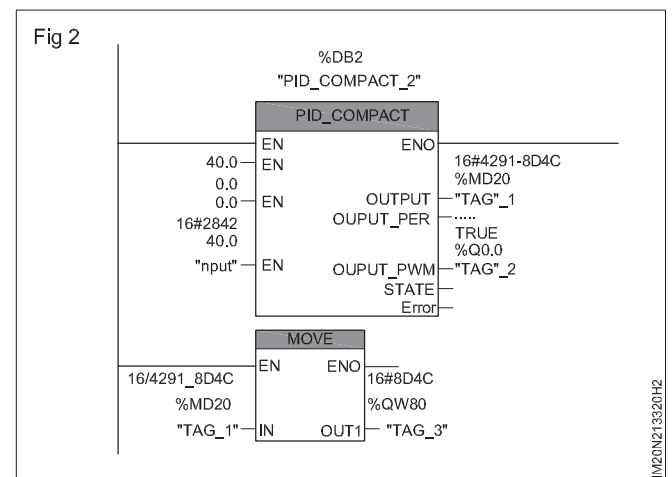 Fig 2
%DB2
"PID_COMPACT_2"
PID_COMPACT
EN ENO
40.0 EN
0.0
0.0 EN
16#2842
40.0
"nput" EN
16#4291-8D4C
%MD20
OUTPUT "TAG"_1
OUPUT_PER .....
TRUE
%Q0.0
OUPUT_PWM "TAG"_2
STATE
Error
MOVE
EN ENO
16/4291_8D4C 16#8D4C
%MD20 %QW80
"TAG_1" IN OUT1 "TAG_3"
IM20N213320H2